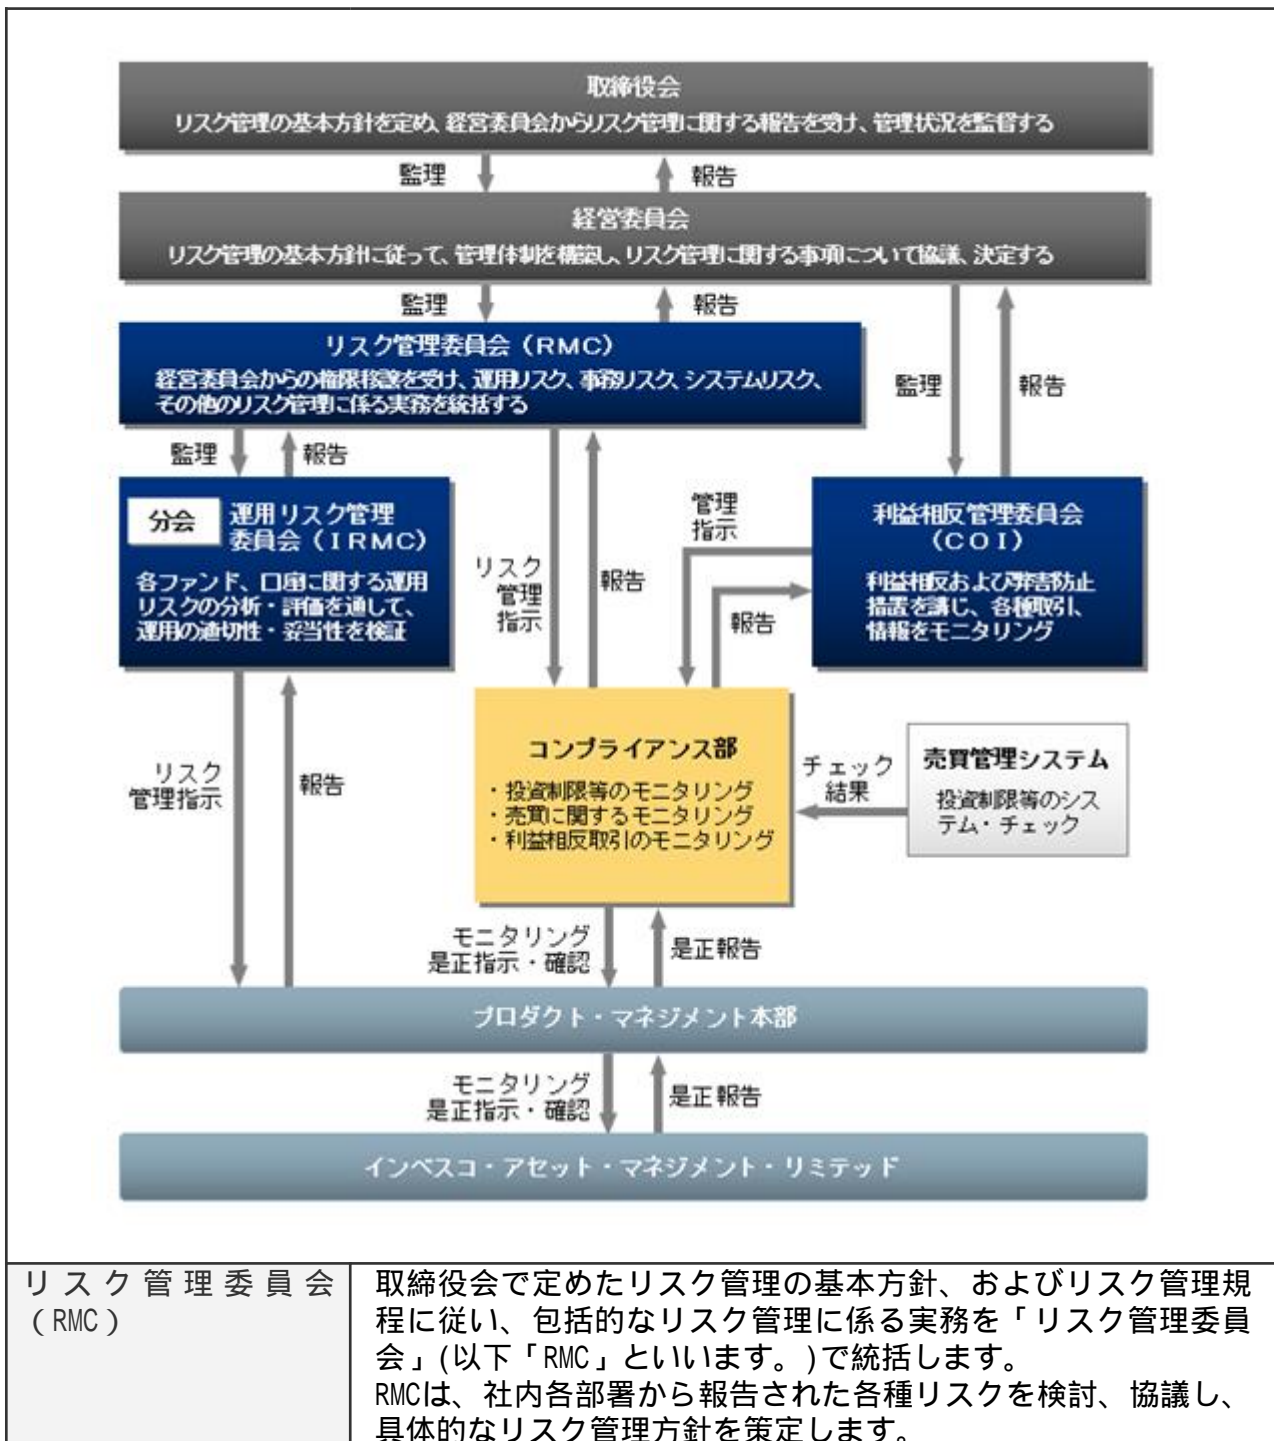 取締役会
リスク管理の基本方針を定め、経営委員会からリスク管理に関する報告を受け、管理状況を監督する
監理
報告
経営委員会
リスク管理の基本方針に従って、管理体制を構築し、リスク管理に関する事項について協議、決定する
監理
報告
リスク管理委員会（RMC）
経営委員会からの権限移譲を受け、運用リスク、事務リスク、システムリスク、
その他のリスク管理に係る実務を統括する
監理
報告
監理
報告
分会
運用リスク管理
委員会（IRMC）
各ファンド、口座に関する運用
リスクの分析・評価を通して、
運用の適切性・妥当性を検証
リスク
管理
指示
報告
管理
指示
報告
利益相反管理委員会
（COI）
利益相反および弊害防止
措置を講じ、各種取引、
情報をモニタリング
リスク
管理指示
報告
コンプライアンス部
・投資制限等のモニタリング
・売買に関するモニタリング
・利益相反取引のモニタリング
チェック
結果
売買管理システム
投資制限等のシス
テム・チェック
モニタリング
是正指示・確認
是正報告
プロダクト・マネジメント本部
モニタリング
是正指示・確認
是正報告
インベスコ・アセット・マネジメント・リミテッド
リスク管理委員会
（RMC）
取締役会で定めたリスク管理の基本方針、およびリスク管理規
程に従い、包括的なリスク管理に係る実務を「リスク管理委員
会」(以下「RMC」といいます。)で統括します。
RMCは、社内各部署から報告された各種リスクを検討、協議し、
具体的なリスク管理方針を策定します。